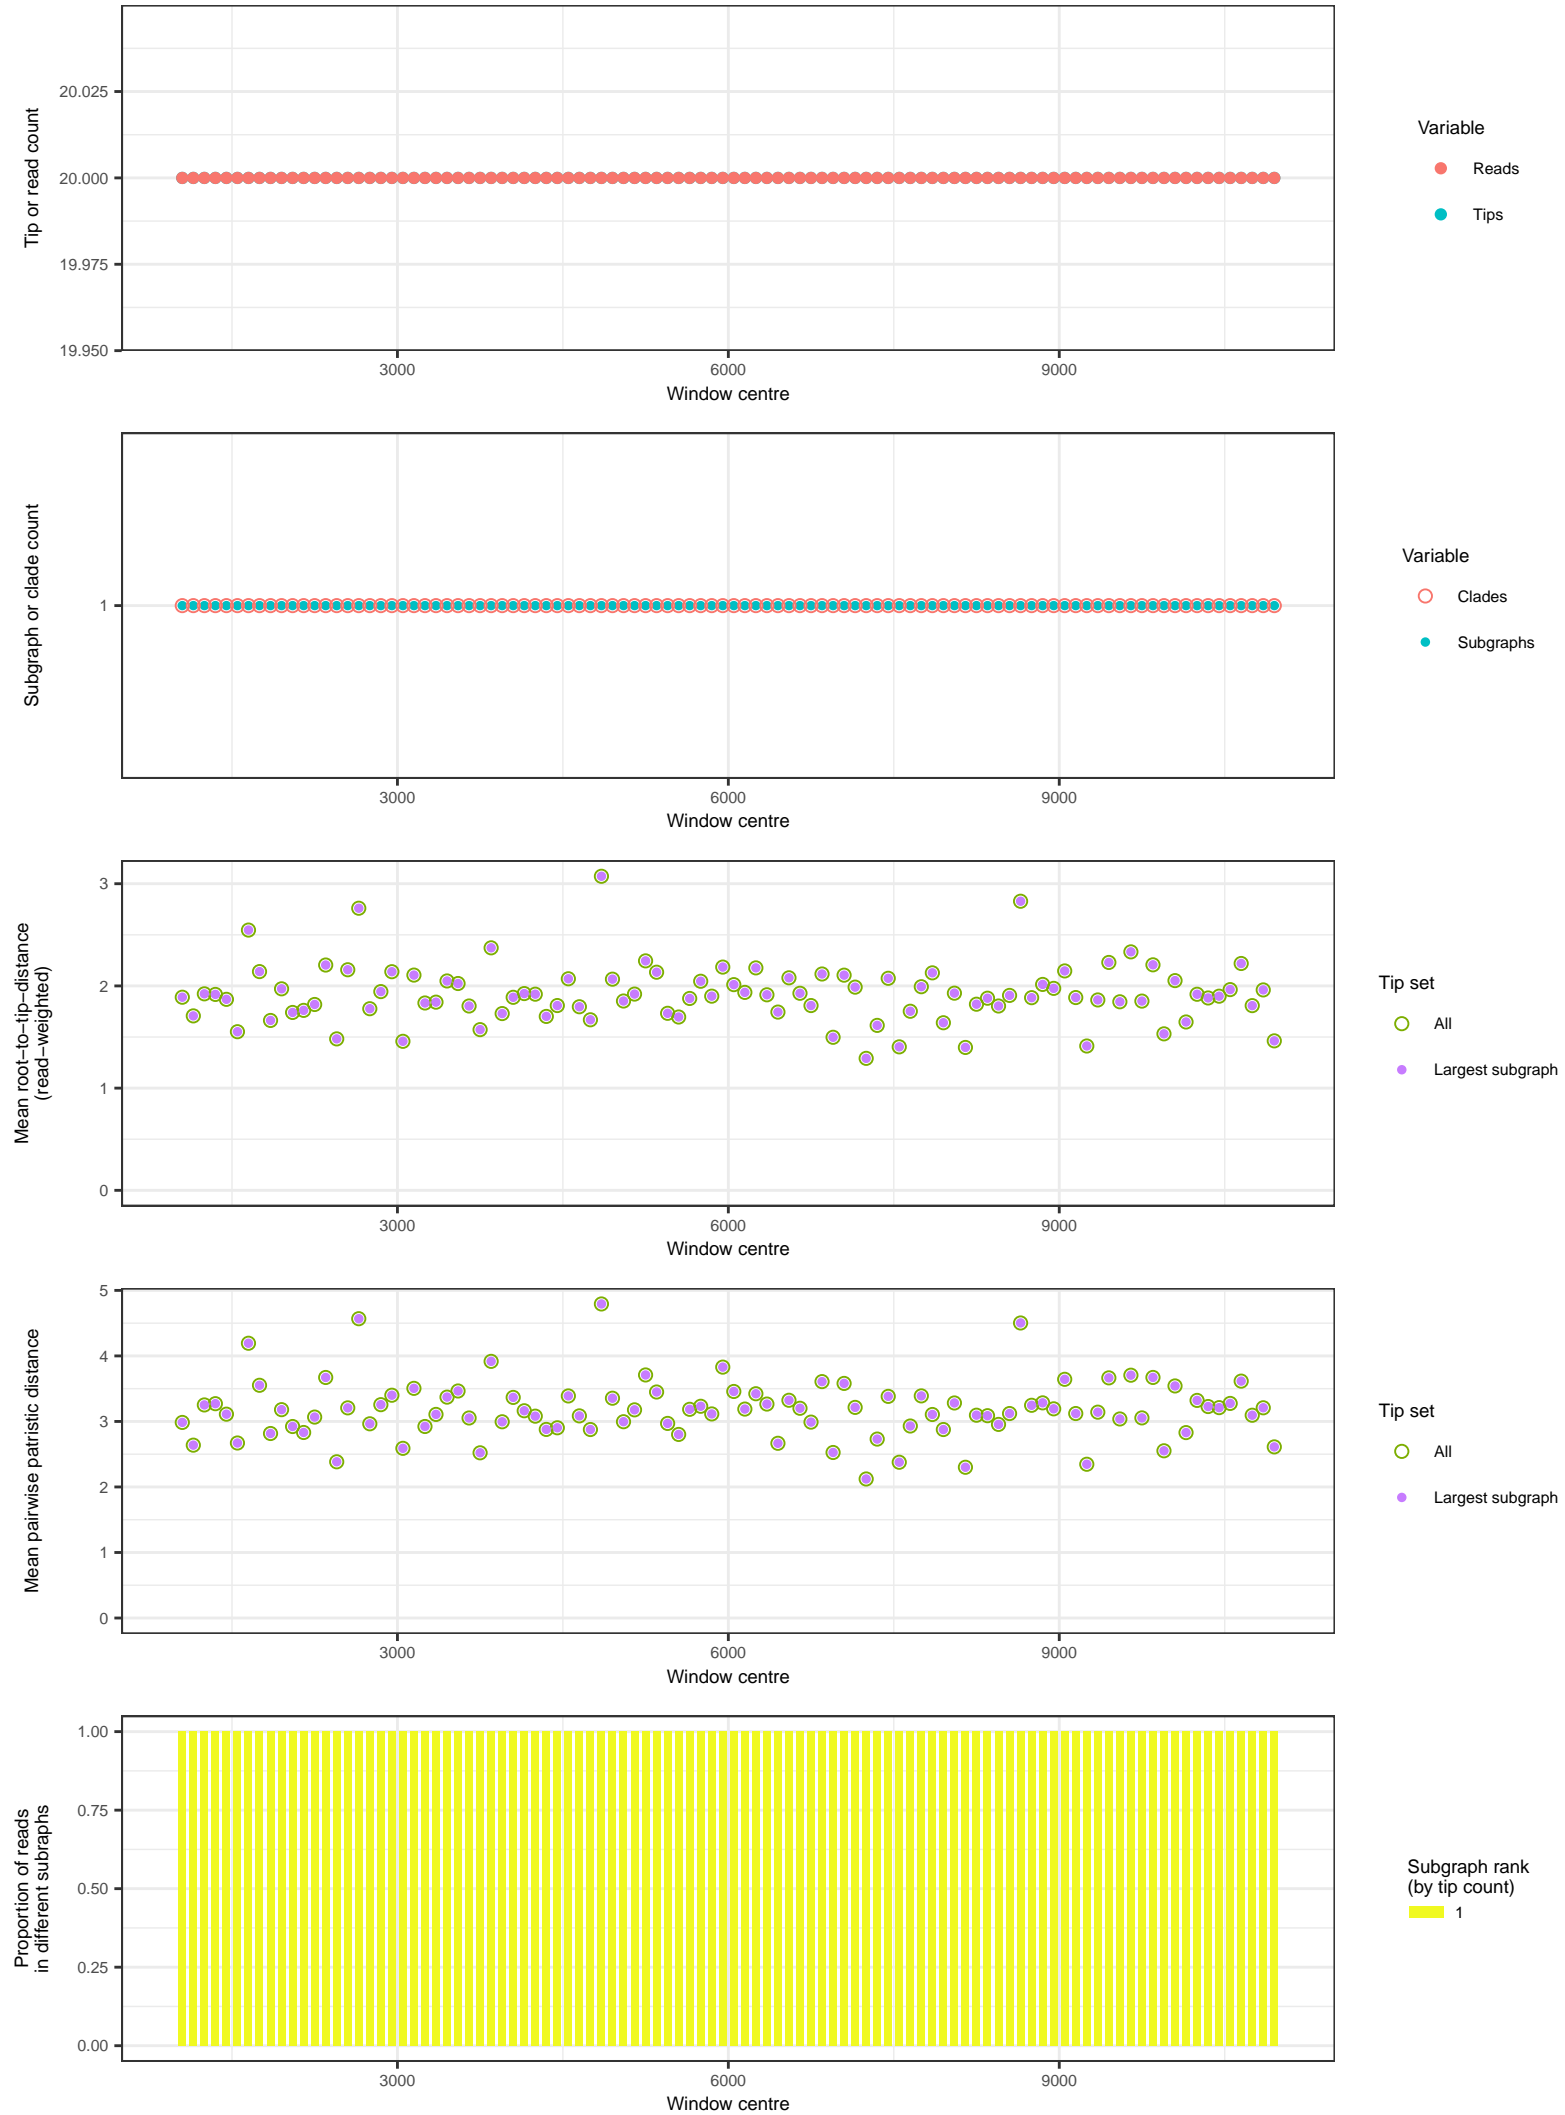 20.025
20.000
19.975
19.950
Tip or read count
3000
6000
9000
Window centre
Variable
Reads
Tips
1
Subgraph or clade count
3000
6000
9000
Window centre
Variable
Clades
Subgraphs
3
2
1
0
Mean root−to−tip−distance
(read−weighted)
3000
6000
9000
Window centre
Tip set
All
Largest subgraph
5
4
3
2
1
0
Mean pairwise patristic distance
3000
6000
9000
Window centre
Tip set
All
Largest subgraph
1.00
0.75
0.50
0.25
0.00
Proportion of reads
in different subraphs
3000
6000
9000
Window centre
Subgraph rank
(by tip count)
1